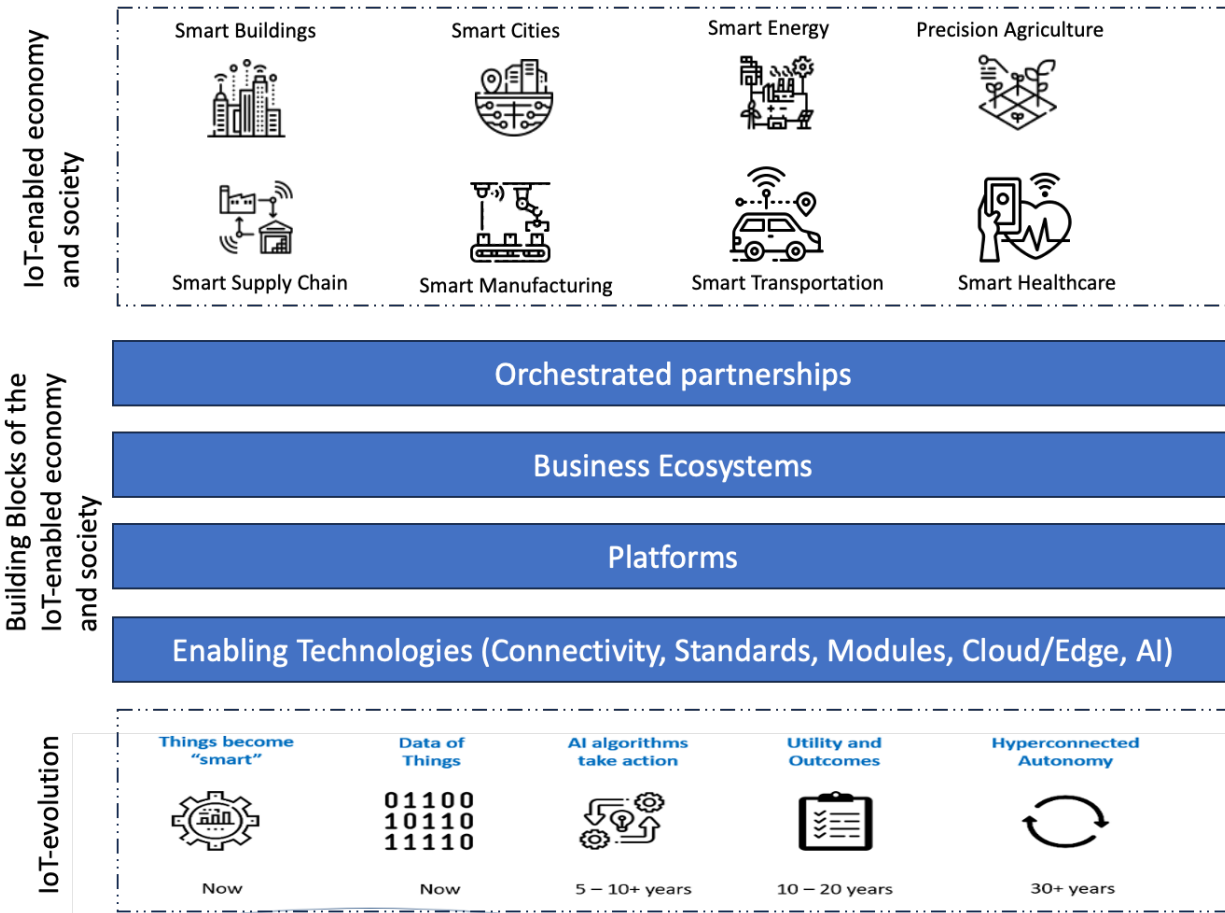 IoT-enabled economy
and society
Smart Buildings
Smart Cities
Smart Energy
Precision Agriculture
Smart Supply Chain
Smart Manufacturing
Smart Transportation
Smart Healthcare
Building Blocks of the
IoT-enabled economy
and society
Orchestrated partnerships
Business Ecosystems
Platforms
Enabling Technologies (Connectivity, Standards, Modules, Cloud/Edge, AI)
IoT-evolution
Things become
“smart”
Data of
Things
AI algorithms
take action
Utility and
Outcomes
Hyperconnected
Autonomy
01100
10110
11110
Now
Now
5 – 10+ years
10 – 20 years
30+ years